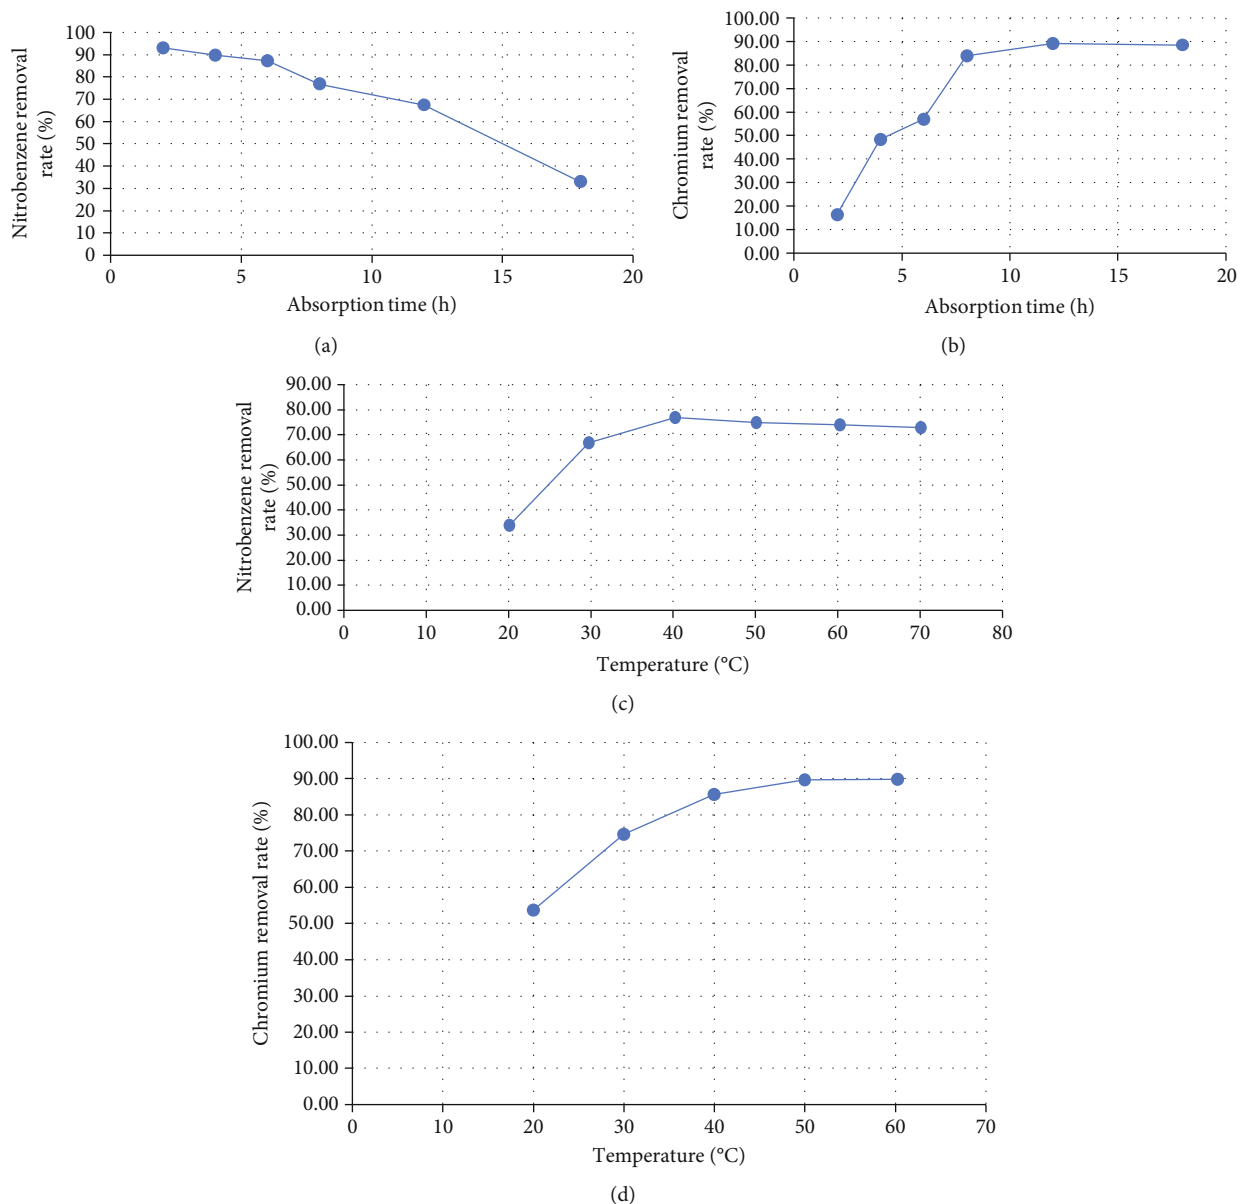 100
90
80
70
60
50
40
30
20
10
0
Nitrobenzene removal
rate (%)
0 5 10 15 20
Absorption time (h)
(a)
100.00
90.00
80.00
70.00
60.00
50.00
40.00
30.00
20.00
10.00
0.00
Chromium removal
rate (%)
0 5 10 15 20
Absorption time (h)
(b)
90.00
80.00
70.00
60.00
50.00
40.00
30.00
20.00
10.00
0.00
Nitrobenzene removal
rate (%)
0 10 20 30 40 50 60 70 80
Temperature (°C)
(c)
100.00
90.00
80.00
70.00
60.00
50.00
40.00
30.00
20.00
10.00
0.00
Chromium removal rate (%)
0 10 20 30 40 50 60 70
Temperature (°C)
(d)